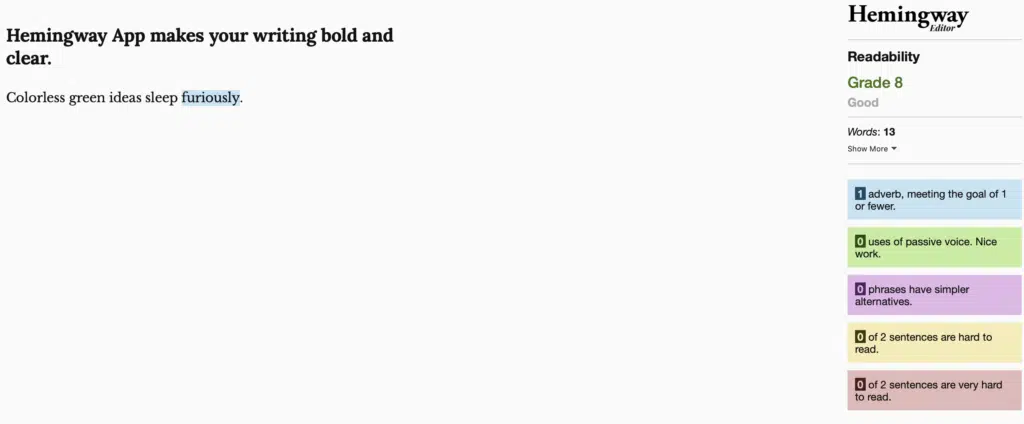 Hemingway App makes your writing bold and
clear.
Colorless green ideas sleep furiously.
Hemingway
Editor
Readability
Grade 8
Good
Words: 13
Show More
1 adverb, meeting the goal of 1
or fewer.
0 uses of passive voice. Nice
work.
0 phrases have simpler
alternatives.
0 of 2 sentences are hard to
read.
0 of 2 sentences are very hard
to read.